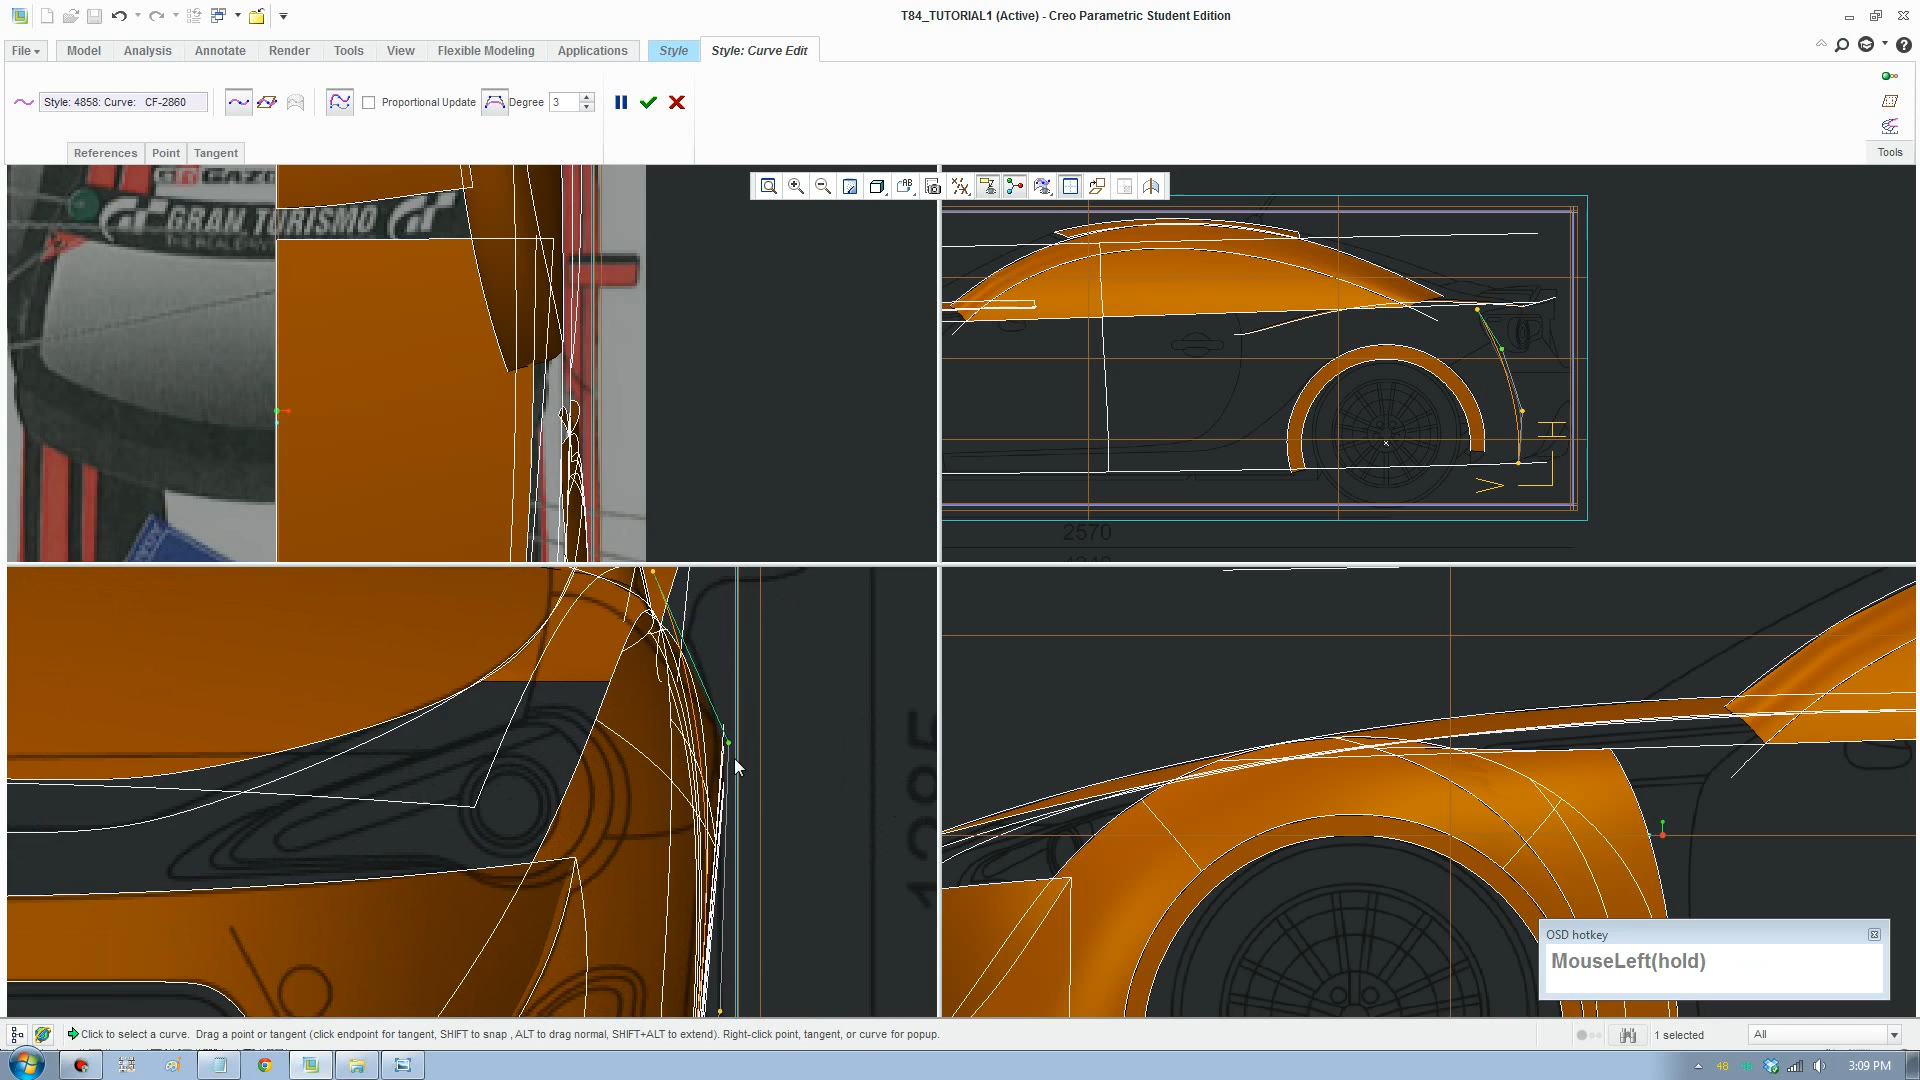 T84_TUTORIAL1 (Active) - Creo Parametric Student Edition
File Model Analysis Annotate Render Tools View Flexible Modeling Applications Style Style: Curve Edit
Style: 4858: Curve: CF-2860 Proportional Update Degree 3
References Point Tangent
Tools
GRAN TURISMO
2570
1295
V
H
OSD hotkey
MouseLeft(hold)
Click to select a curve. Drag a point or tangent (click endpoint for tangent, SHIFT to snap , ALT to drag normal, SHIFT+ALT to extend). Right-click point, tangent, or curve for popup.
1 selected
All
48
3:09 PM